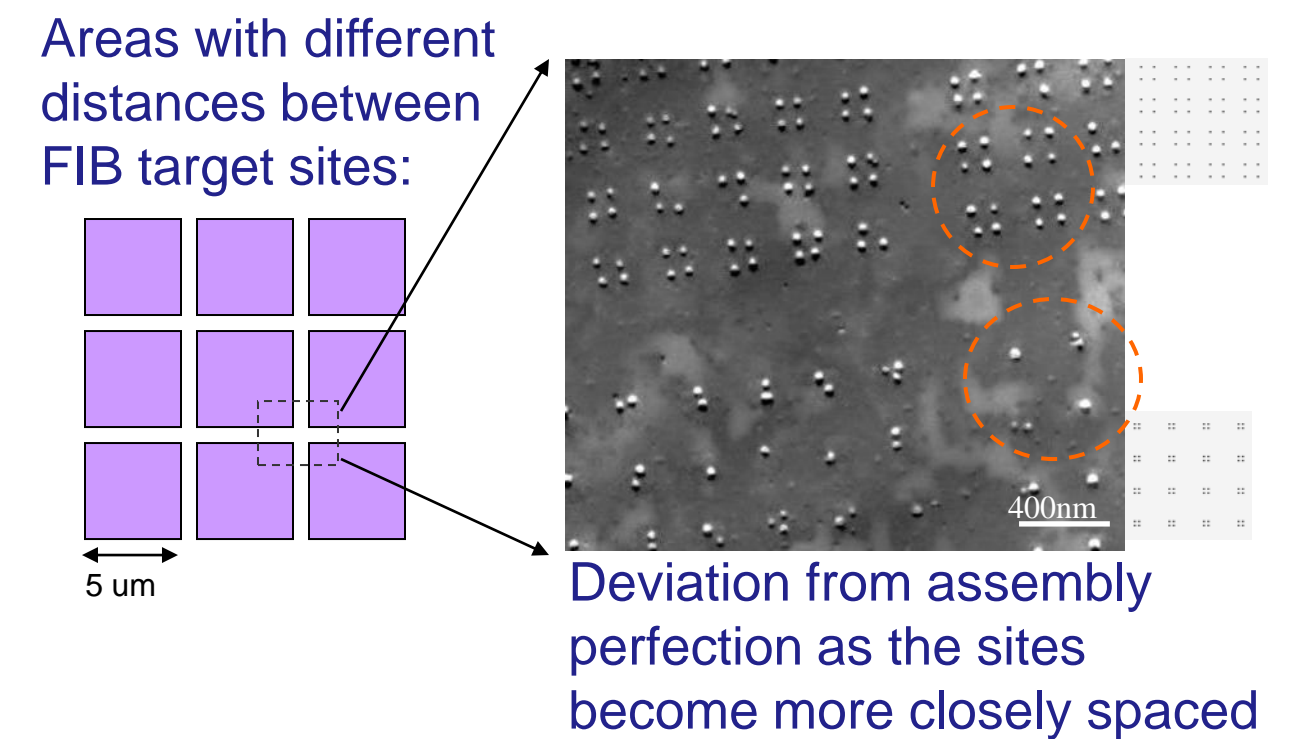 Areas with different
distances between
FIB target sites:
5 um
400nm
Deviation from assembly
perfection as the sites
become more closely spaced